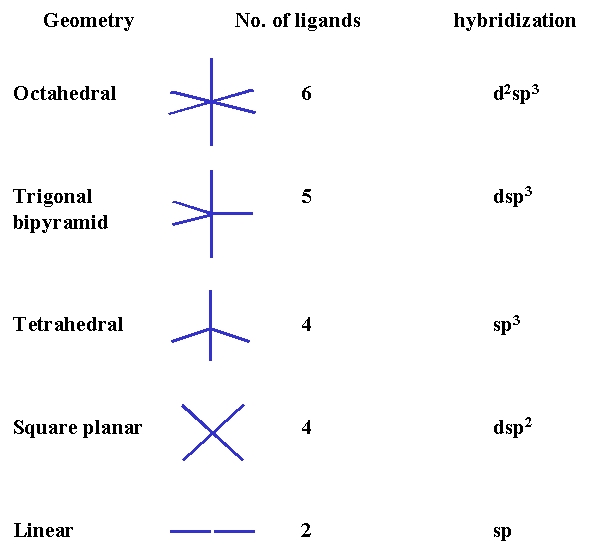 Geometry No. of ligands hybridization
Octahedral 6 d²sp³
Trigonal 5 dsp³
bipyramid
Tetrahedral 4 sp³
Square planar 4 dsp²
Linear 2 sp